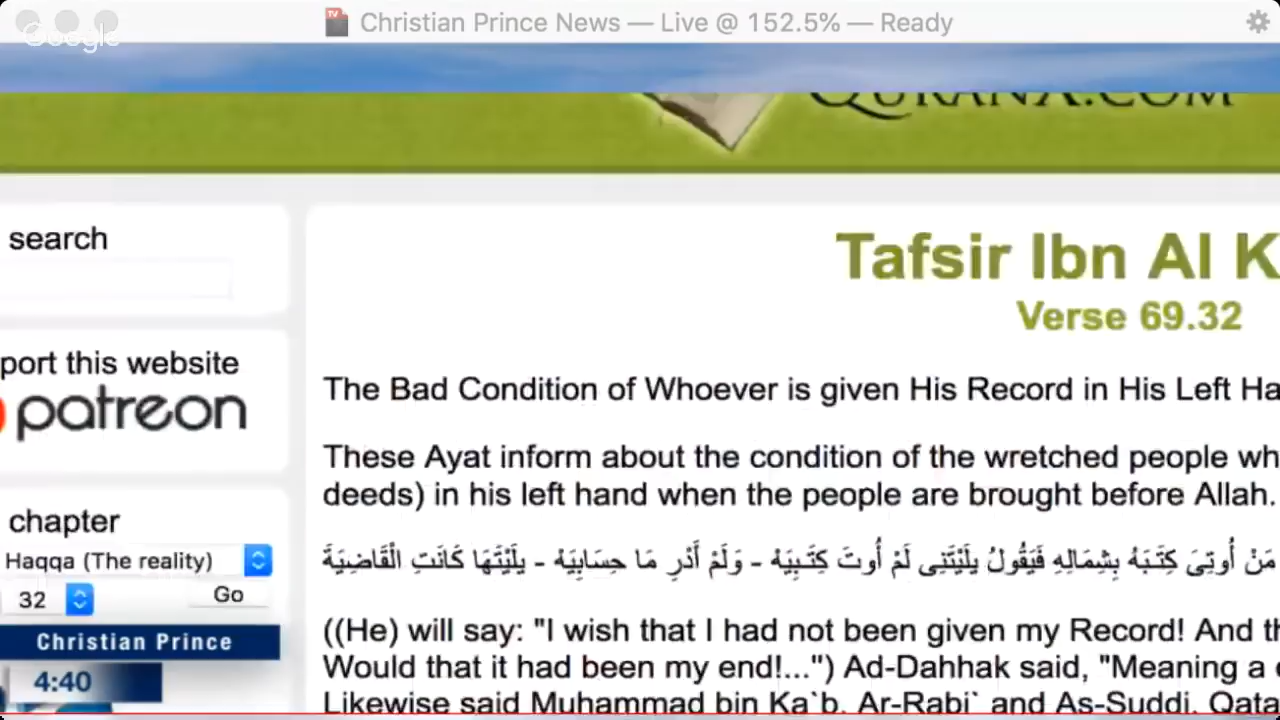 Christian Prince News — Live @ 152.5% — Ready
Google
QURANA.COM
search
port this website
patreon
chapter
Haqqa (The reality)
32
Go
Christian Prince
4:40
Tafsir Ibn Al K
Verse 69.32
The Bad Condition of Whoever is given His Record in His Left Ha
These Ayat inform about the condition of the wretched people wh
deeds) in his left hand when the people are brought before Allah.
مَنْ أُوتِىَ كِتَـبَهُ بِشِمَالِهِ فَيَقُولُ يلَيْتَنِى لَمْ أُوتَ كِتَـبِيَهْ - وَلَمْ أَدْرِ مَا حِسَابِيَهْ - يلَيْتَهَا كَانَتِ الْقَاضِيَةَ
((He) will say: "I wish that I had not been given my Record! And th
Would that it had been my end!...") Ad-Dahhak said, "Meaning a
Likewise said Muhammad bin Ka`b, Ar-Rabi` and As-Suddi. Qata